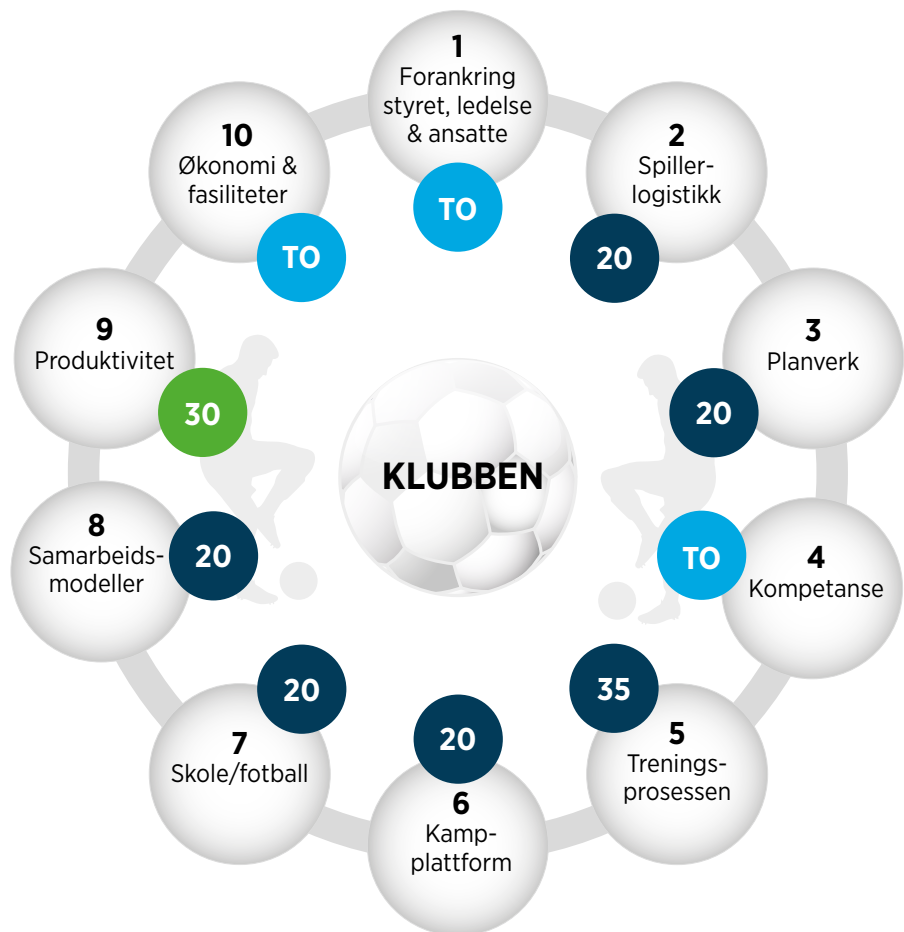 1
Forankring
styret, ledelse
& ansatte
TO
2
Spiller-
logistikk
20
3
Planverk
20
4
Kompetanse
TO
5
Trenings-
prosessen
35
6
Kamp-
plattform
20
7
Skole/fotball
20
8
Samarbeids-
modeller
20
9
Produktivitet
30
10
Økonomi &
fasiliteter
TO
KLUBBEN